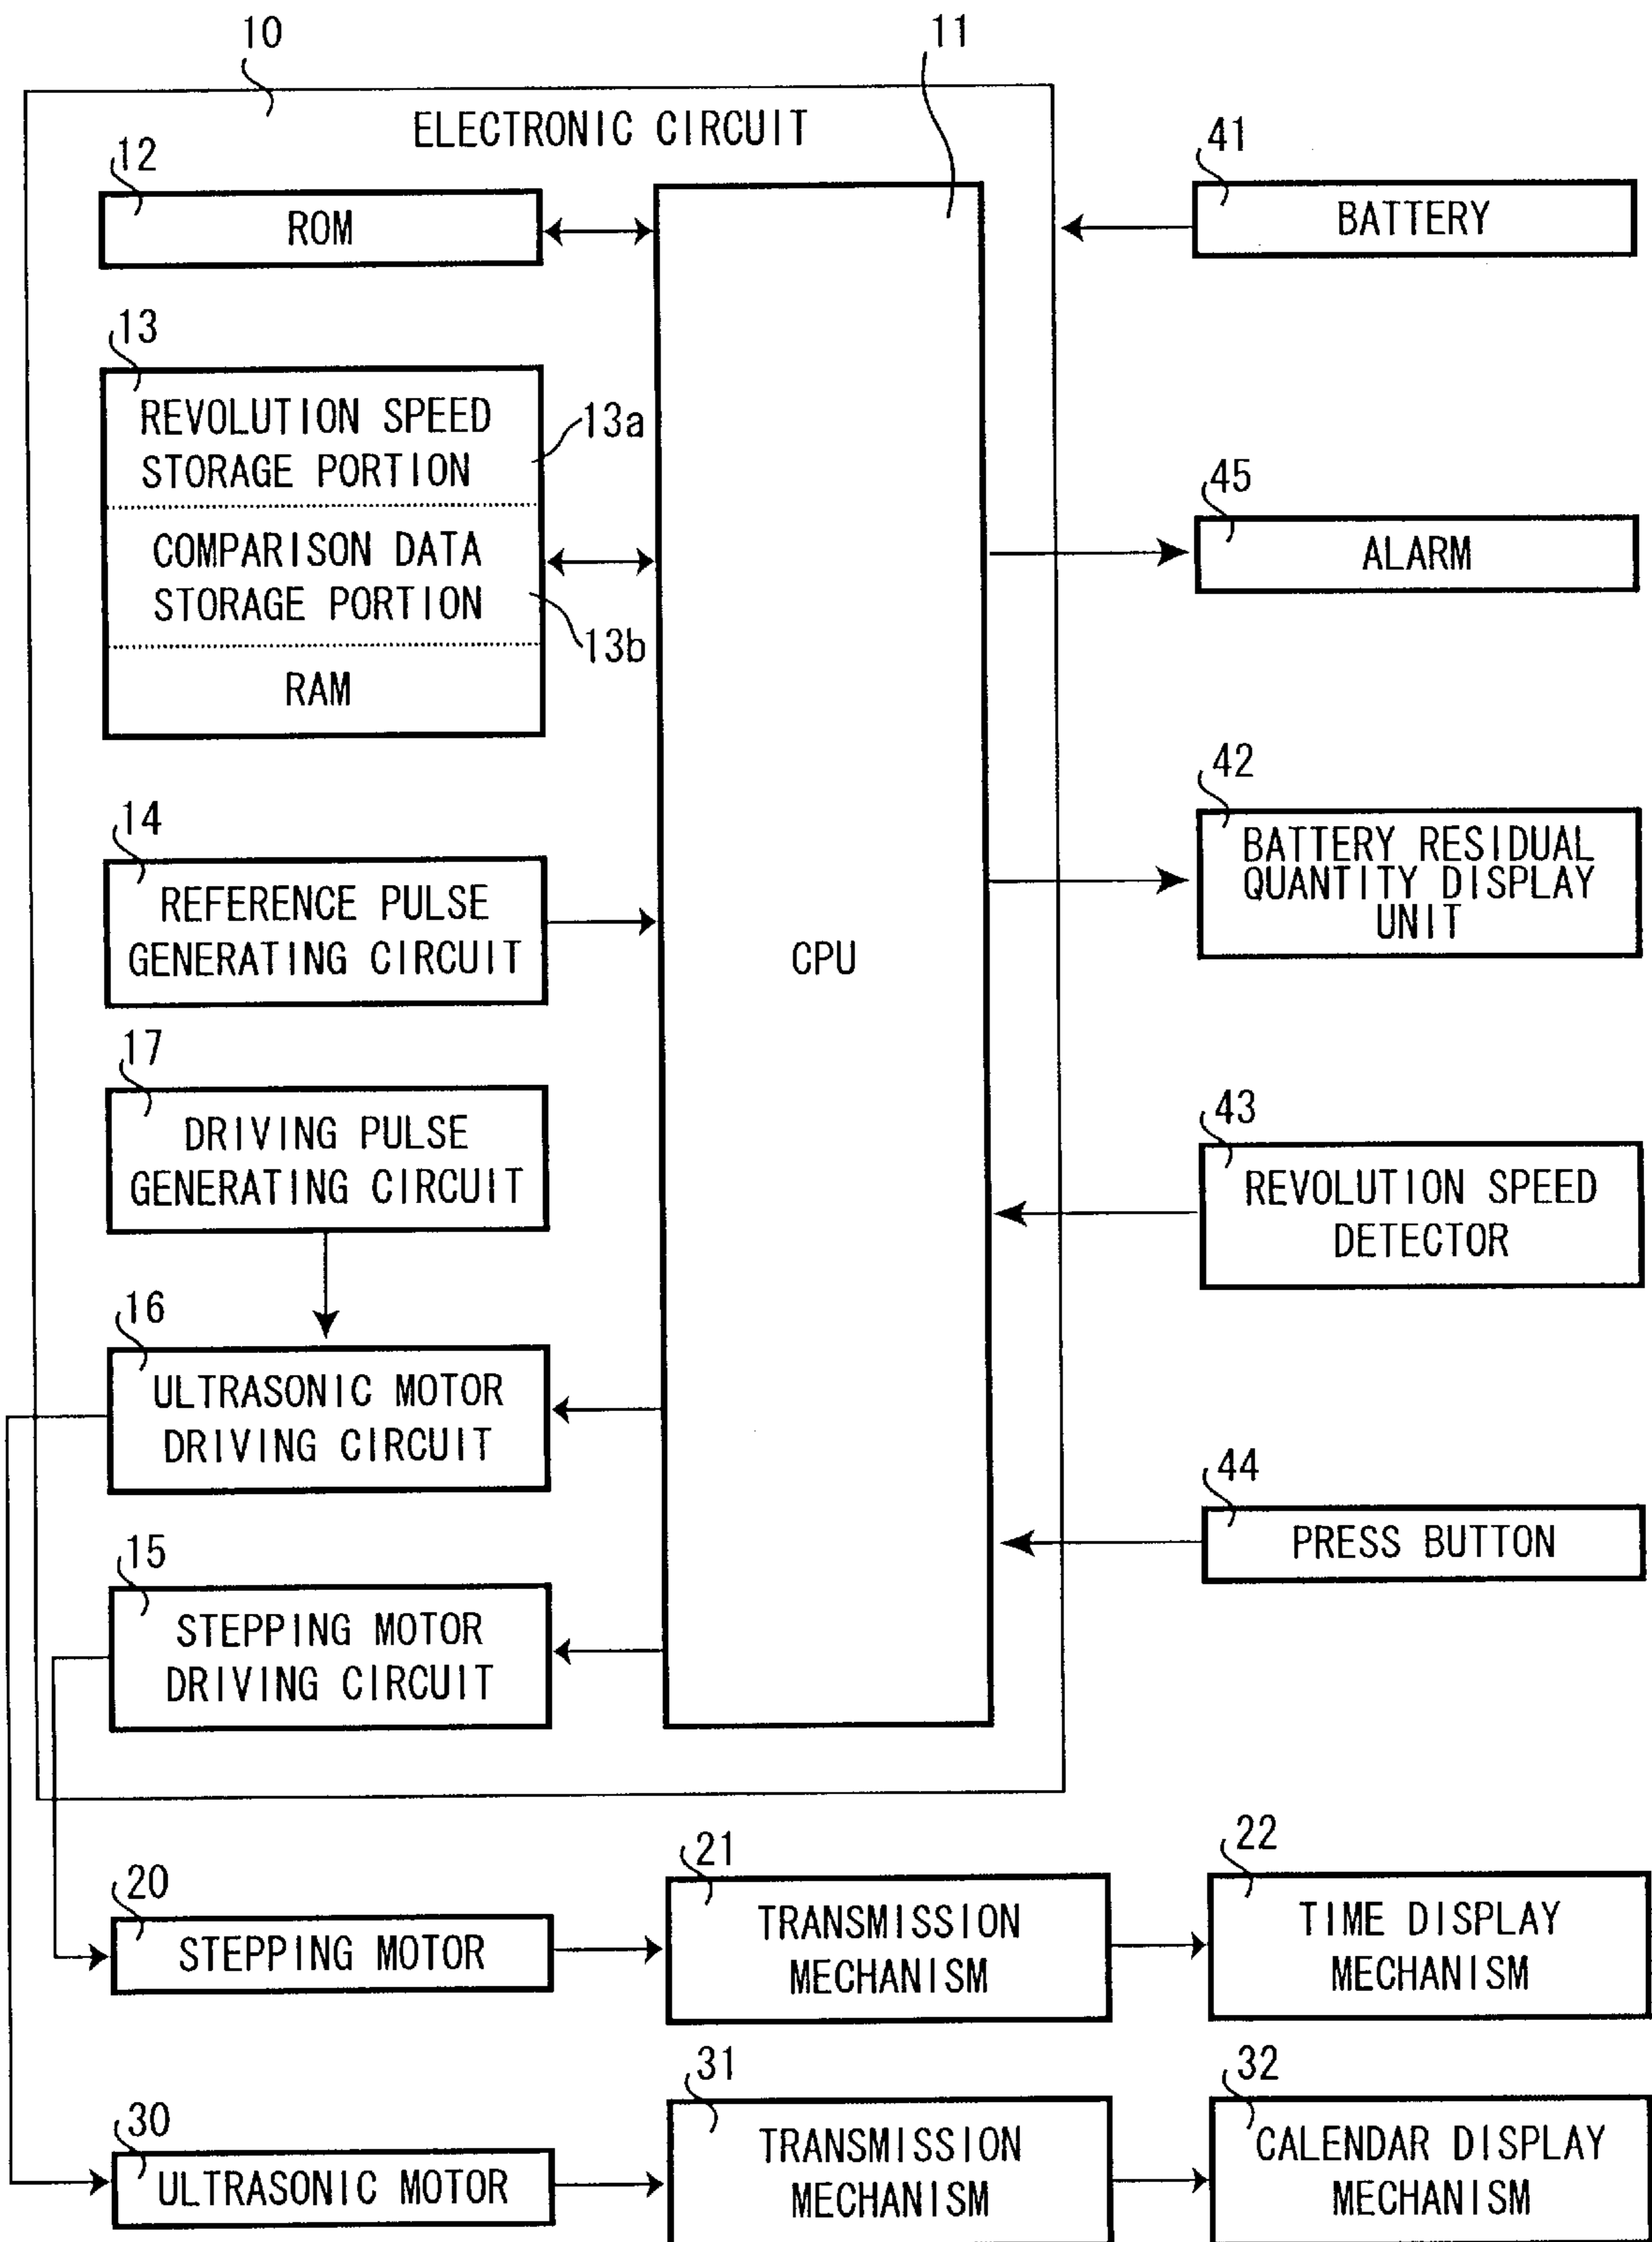 10
11
ELECTRONIC CIRCUIT
12
ROM
41
BATTERY
13
REVOLUTION SPEED
STORAGE PORTION
13a
COMPARISON DATA
STORAGE PORTION
13b
RAM
45
ALARM
14
REFERENCE PULSE
GENERATING CIRCUIT
CPU
42
BATTERY RESIDUAL
QUANTITY DISPLAY
UNIT
17
DRIVING PULSE
GENERATING CIRCUIT
43
REVOLUTION SPEED
DETECTOR
16
ULTRASONIC MOTOR
DRIVING CIRCUIT
44
PRESS BUTTON
15
STEPPING MOTOR
DRIVING CIRCUIT
20
STEPPING MOTOR
21
TRANSMISSION
MECHANISM
22
TIME DISPLAY
MECHANISM
30
ULTRASONIC MOTOR
31
TRANSMISSION
MECHANISM
32
CALENDAR DISPLAY
MECHANISM